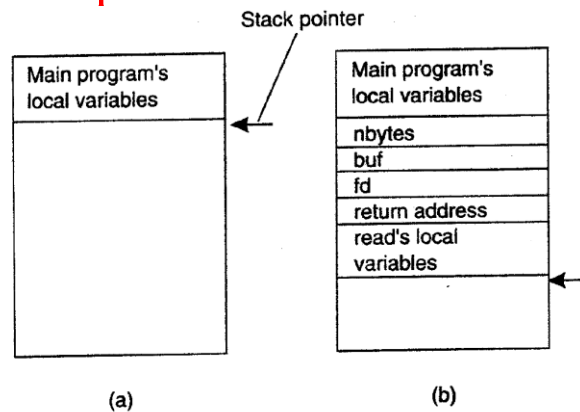 Stack pointer
Main program's
local variables
Main program's
local variables
nbytes
buf
fd
return address
read's local
variables
(a)
(b)